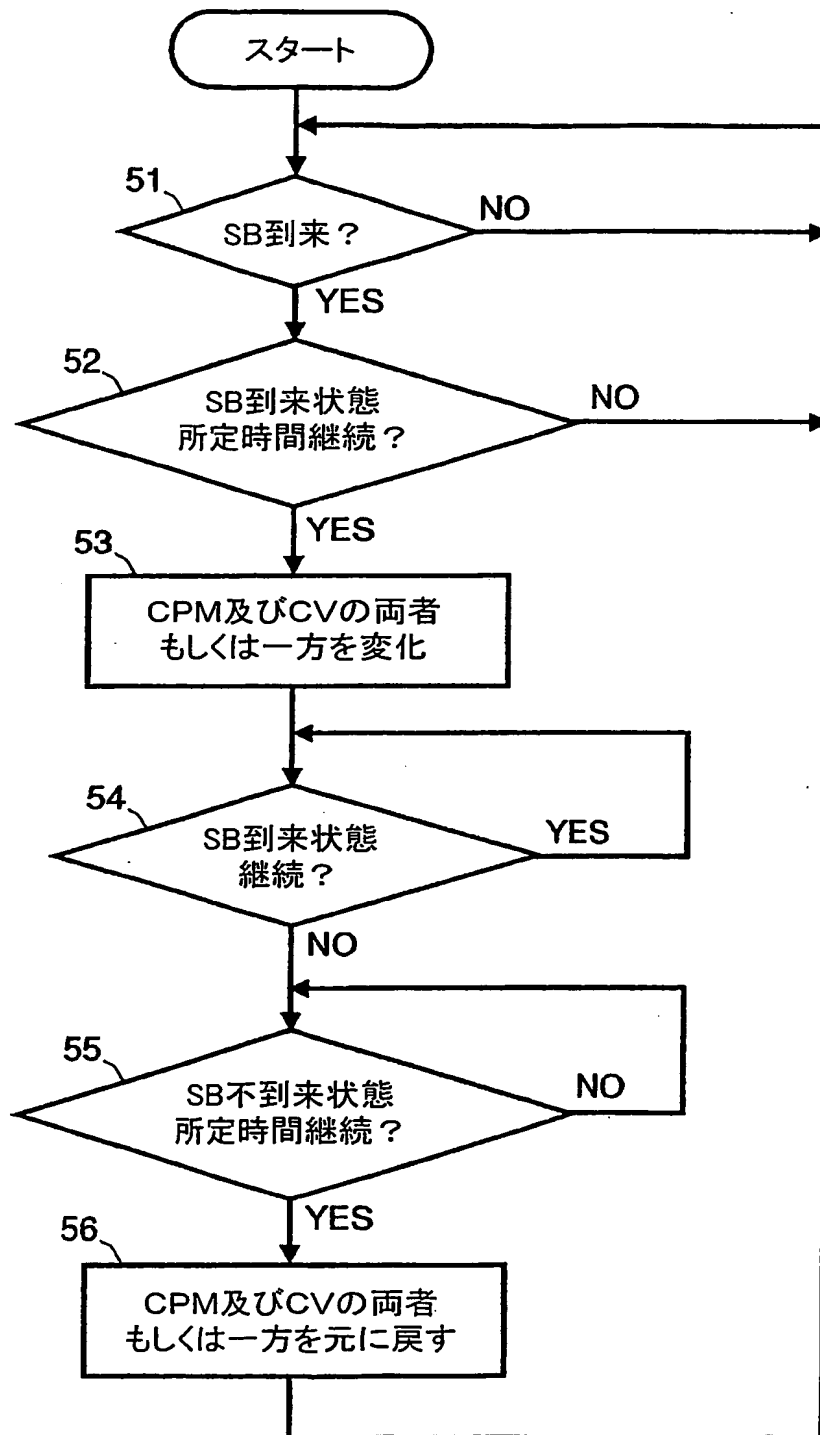 スタート
51
SB到来？
NO
YES
52
SB到来状態
所定時間継続？
NO
YES
53
CPM及びCVの両者
もしくは一方を変化
54
SB到来状態
継続？
YES
NO
55
SB不到来状態
所定時間継続？
NO
YES
56
CPM及びCVの両者
もしくは一方を元に戻す